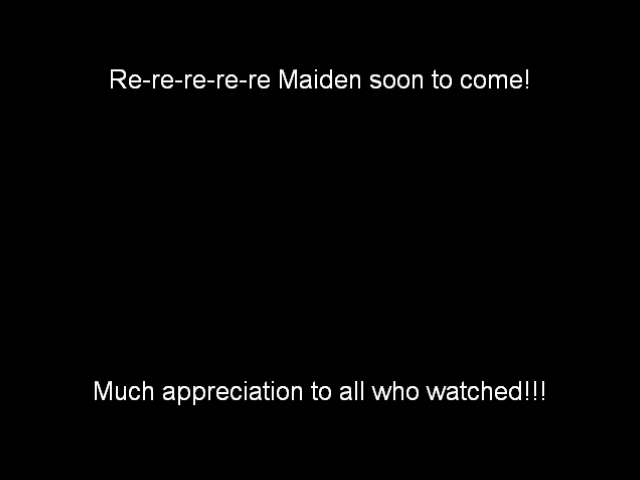 Re-re-re-re-re Maiden soon to come!
Much appreciation to all who watched!!!